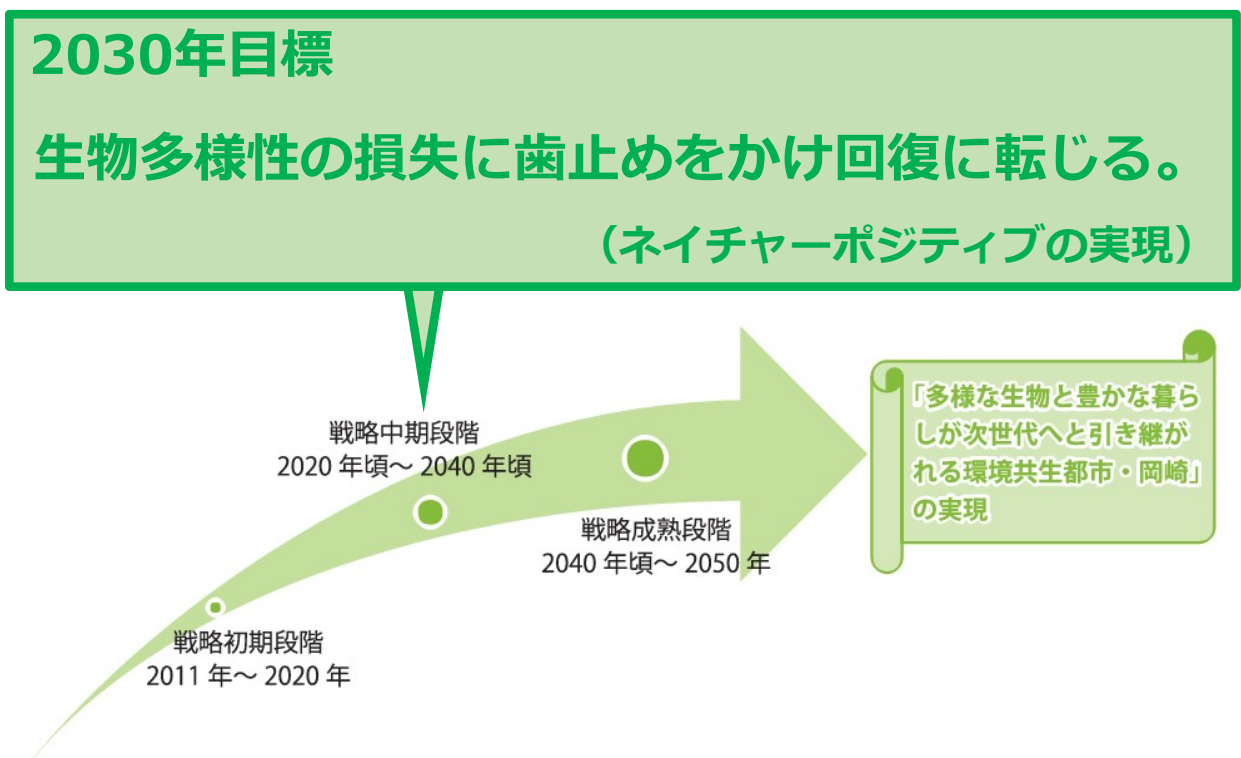 2030年目標
生物多様性の損失に歯止めをかけ回復に転じる。
（ネイチャーポジティブの実現）
戦略中期段階
2020 年頃～ 2040 年頃
「多様な生物と豊かな暮ら
しが次世代へと引き継が
れる環境共生都市・岡崎」
の実現
戦略成熟段階
2040 年頃～ 2050 年
戦略初期段階
2011 年～ 2020 年